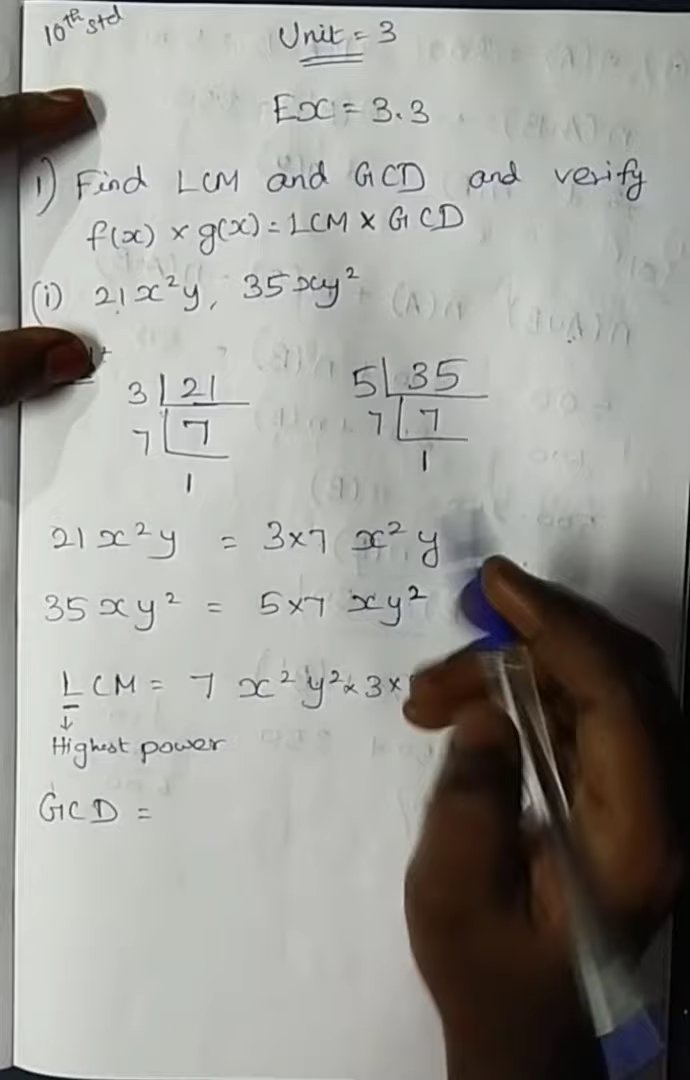 10th std
Unit = 3
Ex = 3.3
1) Find LCM and GCD and verify
f(x) × g(x) = LCM × GCD
(i) 21x²y, 35xy²
3 | 21
7 | 7
1
5 | 35
7 | 7
1
21x²y = 3×7 x²y
35xy² = 5×7 xy²
LCM = 7 x² y² × 3 ×
↓
Highest power
GCD =